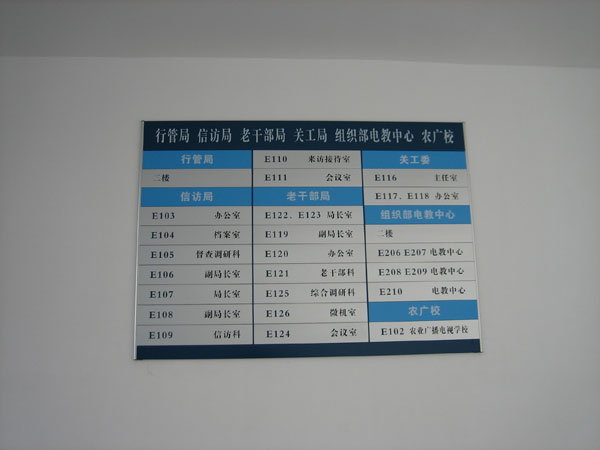 行管局 信访局 老干部局 关工局 组织部电教中心 农广校
行管局
二楼
信访局
E103 办公室
E104 档案室
E105 督查调研科
E106 副局长室
E107 局长室
E108 副局长室
E109 信访科
E110 来访接待室
E111 会议室
老干部局
E122、E123 局长室
E119 副局长室
E120 办公室
E121 老干部科
E125 综合调研科
E126 微机室
E124 会议室
关工委
E116 主任室
E117、E118 办公室
组织部电教中心
二楼
E206 E207 电教中心
E208 E209 电教中心
E210 电教中心
农广校
E102 农业广播电视学校